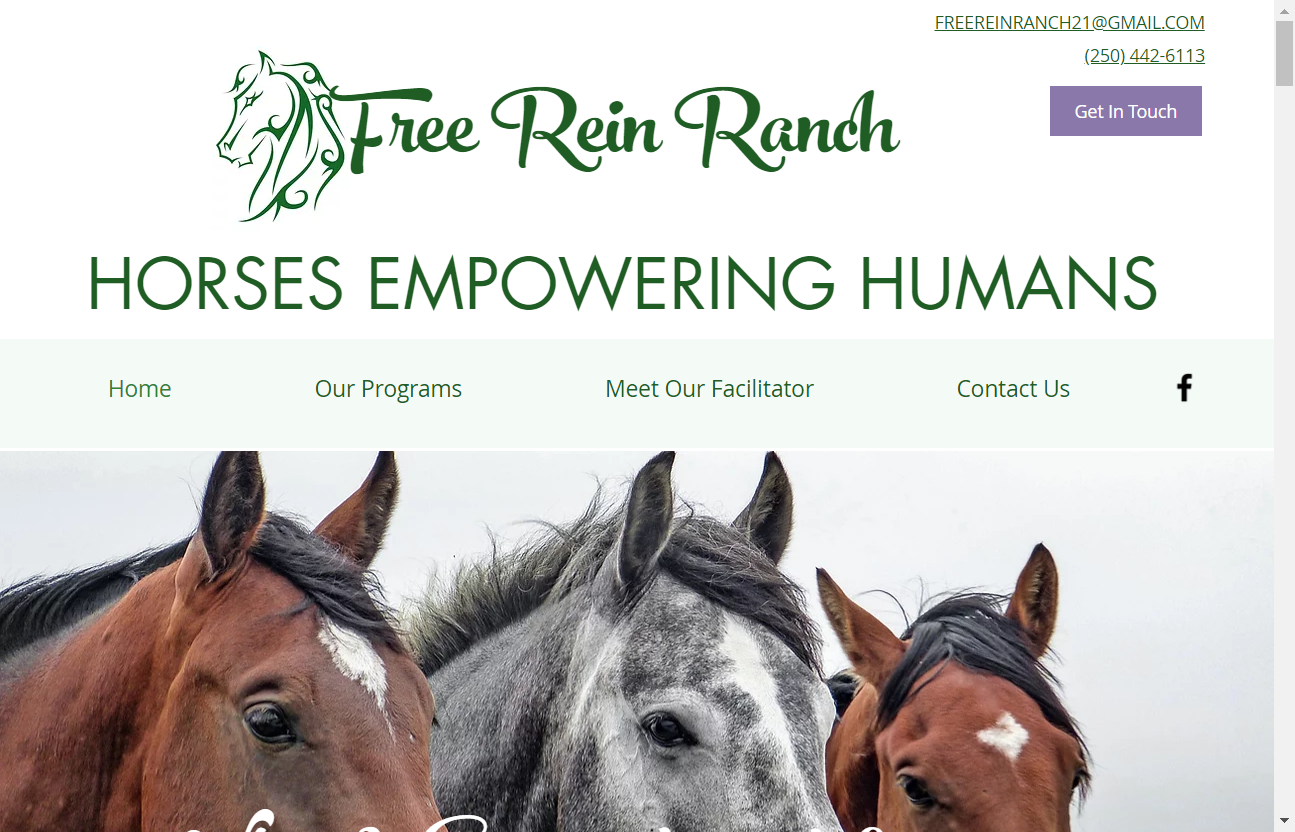 FREEREINRANCH21@GMAIL.COM
(250) 442-6113
Get In Touch
Free Rein Ranch
HORSES EMPOWERING HUMANS
Home
Our Programs
Meet Our Facilitator
Contact Us